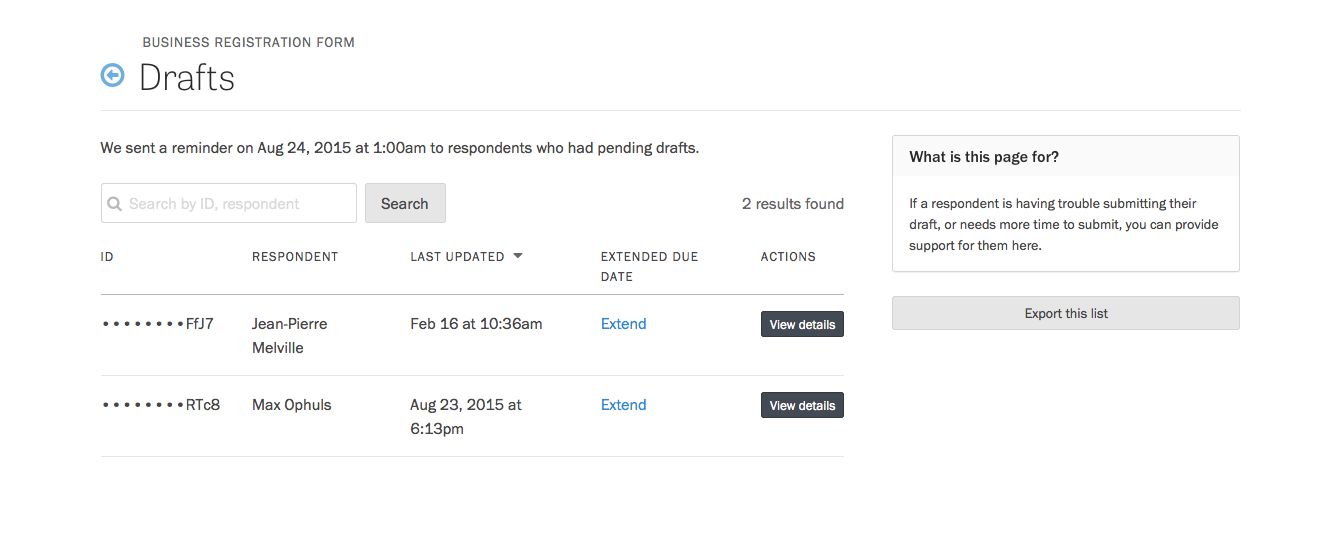 BUSINESS REGISTRATION FORM
Drafts
We sent a reminder on Aug 24, 2015 at 1:00am to respondents who had pending drafts.
Search by ID, respondent
Search
2 results found
ID RESPONDENT LAST UPDATED EXTENDED DUE
DATE ACTIONS
••••••••FfJ7 Jean-Pierre
Melville Feb 16 at 10:36am Extend View details
••••••••RTc8 Max Ophuls Aug 23, 2015 at
6:13pm Extend View details
What is this page for?
If a respondent is having trouble submitting their
draft, or needs more time to submit, you can provide
support for them here.
Export this list